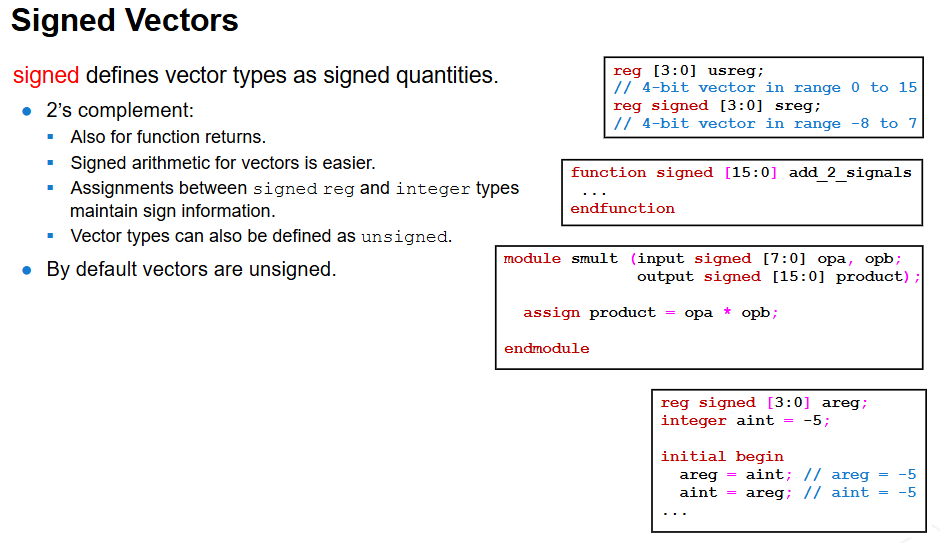 Signed Vectors
signed defines vector types as signed quantities.
2’s complement:
Also for function returns.
Signed arithmetic for vectors is easier.
Assignments between signed reg and integer types
maintain sign information.
Vector types can also be defined as unsigned.
By default vectors are unsigned.
reg [3:0] usreg;
// 4-bit vector in range 0 to 15
reg signed [3:0] sreg;
// 4-bit vector in range -8 to 7
function signed [15:0] add_2_signals
...
endfunction
module smult (input signed [7:0] opa, opb;
output signed [15:0] product);
assign product = opa * opb;
endmodule
reg signed [3:0] areg;
integer aint = -5;
initial begin
areg = aint; // areg = -5
aint = areg; // aint = -5
...